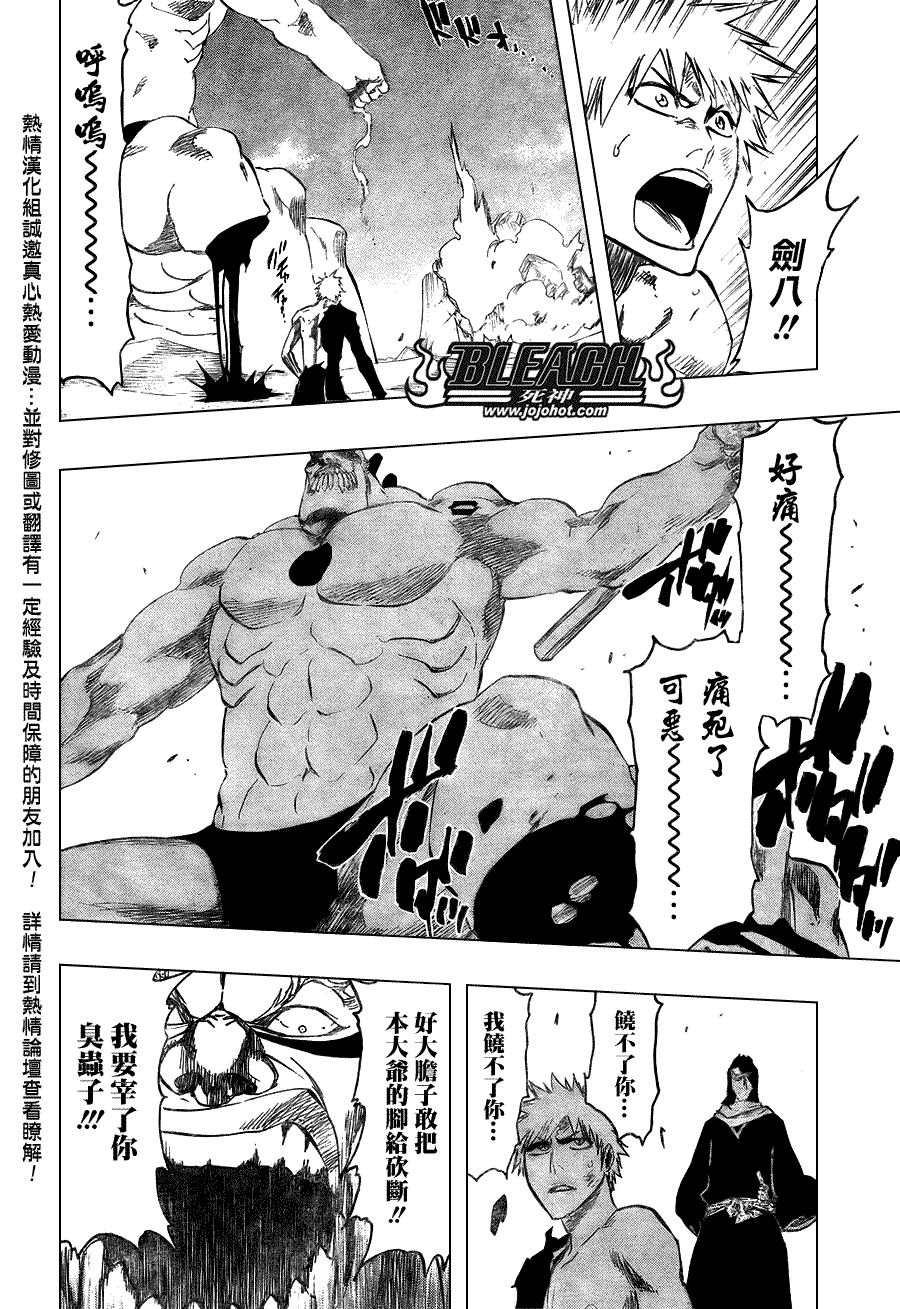 劍八!!
呼嗚嗚~~~…
BLEACH
死神
www.jojohot.com
好痛~~~…
痛死了
可惡~~~…
饒不了你…
我饒不了你…
好大膽子敢把
本大爺的腳給砍斷!!
我要宰了你
臭蟲子!!!
熱情漢化組誠邀真心熱愛動漫…並對修圖或翻譯有一定經驗及時間保障的朋友加入! 詳情請到熱情論壇查看瞭解!